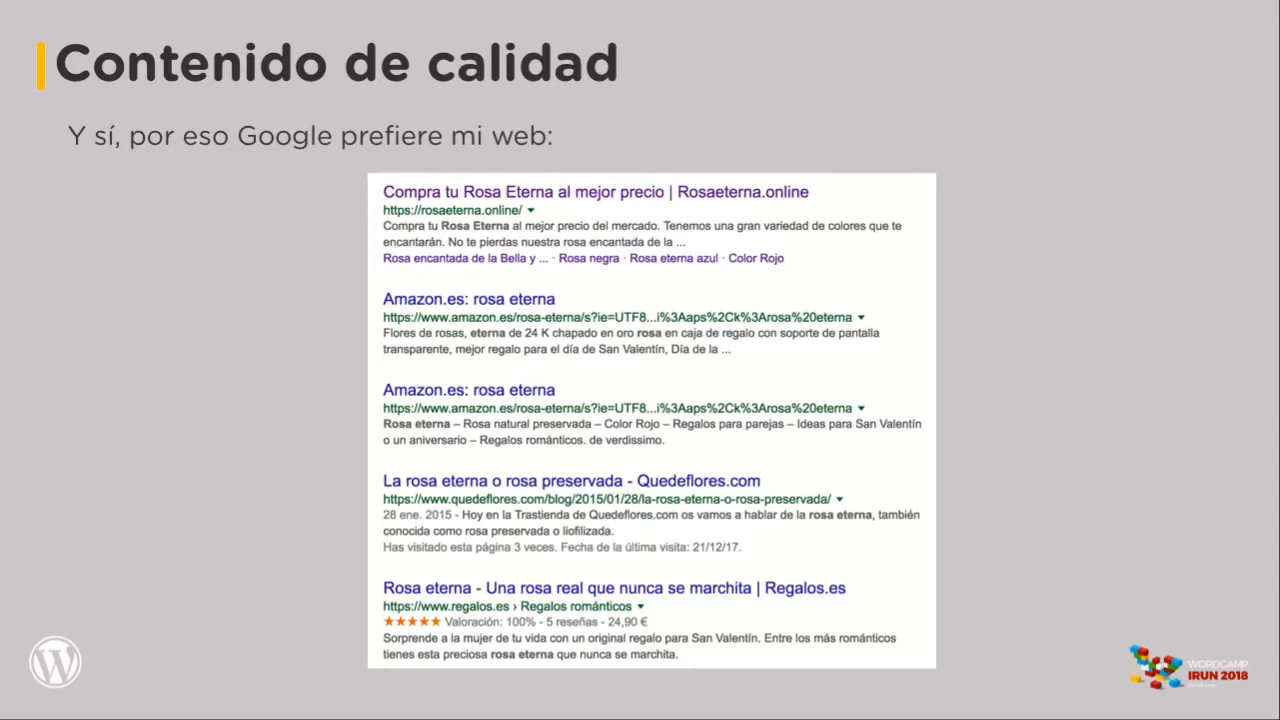 Contenido de calidad
Y sí, por eso Google prefiere mi web:
Compra tu Rosa Eterna al mejor precio | Rosaeterna.online
https://rosaeterna.online/
Compra tu Rosa Eterna al mejor precio del mercado. Tenemos una gran variedad de colores que te
encantarán. No te pierdas nuestra rosa encantada de la ...
Rosa encantada de la Bella y ... · Rosa negra · Rosa eterna azul · Color Rojo
Amazon.es: rosa eterna
https://www.amazon.es/rosa-eterna/s?ie=UTF8...i%3Aaps%2Ck%3Arosa%20eterna
Flores de rosas, eterna de 24 K chapado en oro rosa en caja de regalo con soporte de pantalla
transparente, mejor regalo para el día de San Valentín, Día de la ...
Amazon.es: rosa eterna
https://www.amazon.es/rosa-eterna/s?ie=UTF8...i%3Aaps%2Ck%3Arosa%20eterna
Rosa eterna – Rosa natural preservada – Color Rojo – Regalos para parejas – Ideas para San Valentín
o un aniversario – Regalos románticos. de verdissimo.
La rosa eterna o rosa preservada - Quedeflores.com
https://www.quedeflores.com/blog/2015/01/28/la-rosa-eterna-o-rosa-preservada/
28 ene. 2015 - Hoy en la Trastienda de Quedeflores.com os vamos a hablar de la rosa eterna, también
conocida como rosa preservada o liofilizada.
Has visitado esta página 3 veces. Fecha de la última visita: 21/12/17.
Rosa eterna - Una rosa real que nunca se marchita | Regalos.es
https://www.regalos.es › Regalos románticos
Valoración: 100% - 5 reseñas - 24,90 €
Sorprende a la mujer de tu vida con un original regalo para San Valentín. Entre los más románticos
tienes esta preciosa rosa eterna que nunca se marchita.
WORDCAMP
IRUN 2018